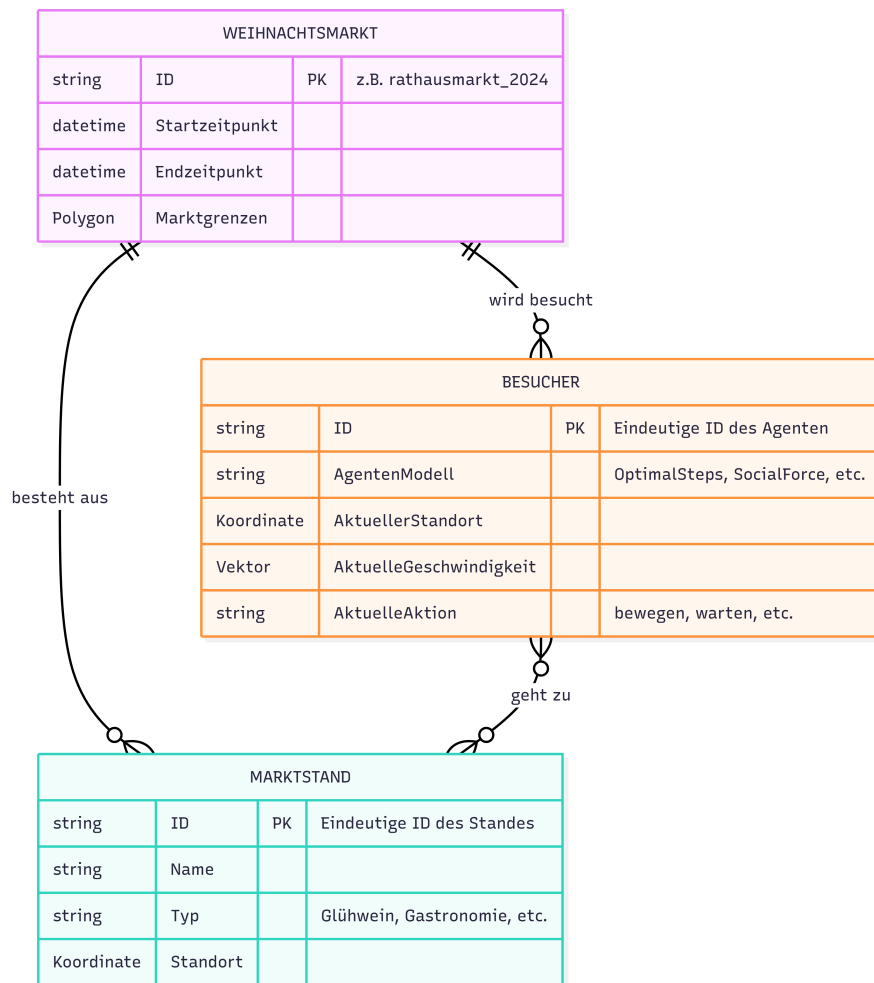 WEIHNACHTSMARKT
string ID PK z.B. rathausmarkt_2024
datetime Startzeitpunkt
datetime Endzeitpunkt
Polygon Marktgrenzen
wird besucht
BESUCHER
string ID PK Eindeutige ID des Agenten
string AgentenModell OptimalSteps, SocialForce, etc.
besteht aus
Koordinate AktuellerStandort
Vektor AktuelleGeschwindigkeit
string AktuelleAktion bewegen, warten, etc.
geht zu
MARKTSTAND
string ID PK Eindeutige ID des Standes
string Name
string Typ Glühwein, Gastronomie, etc.
Koordinate Standort